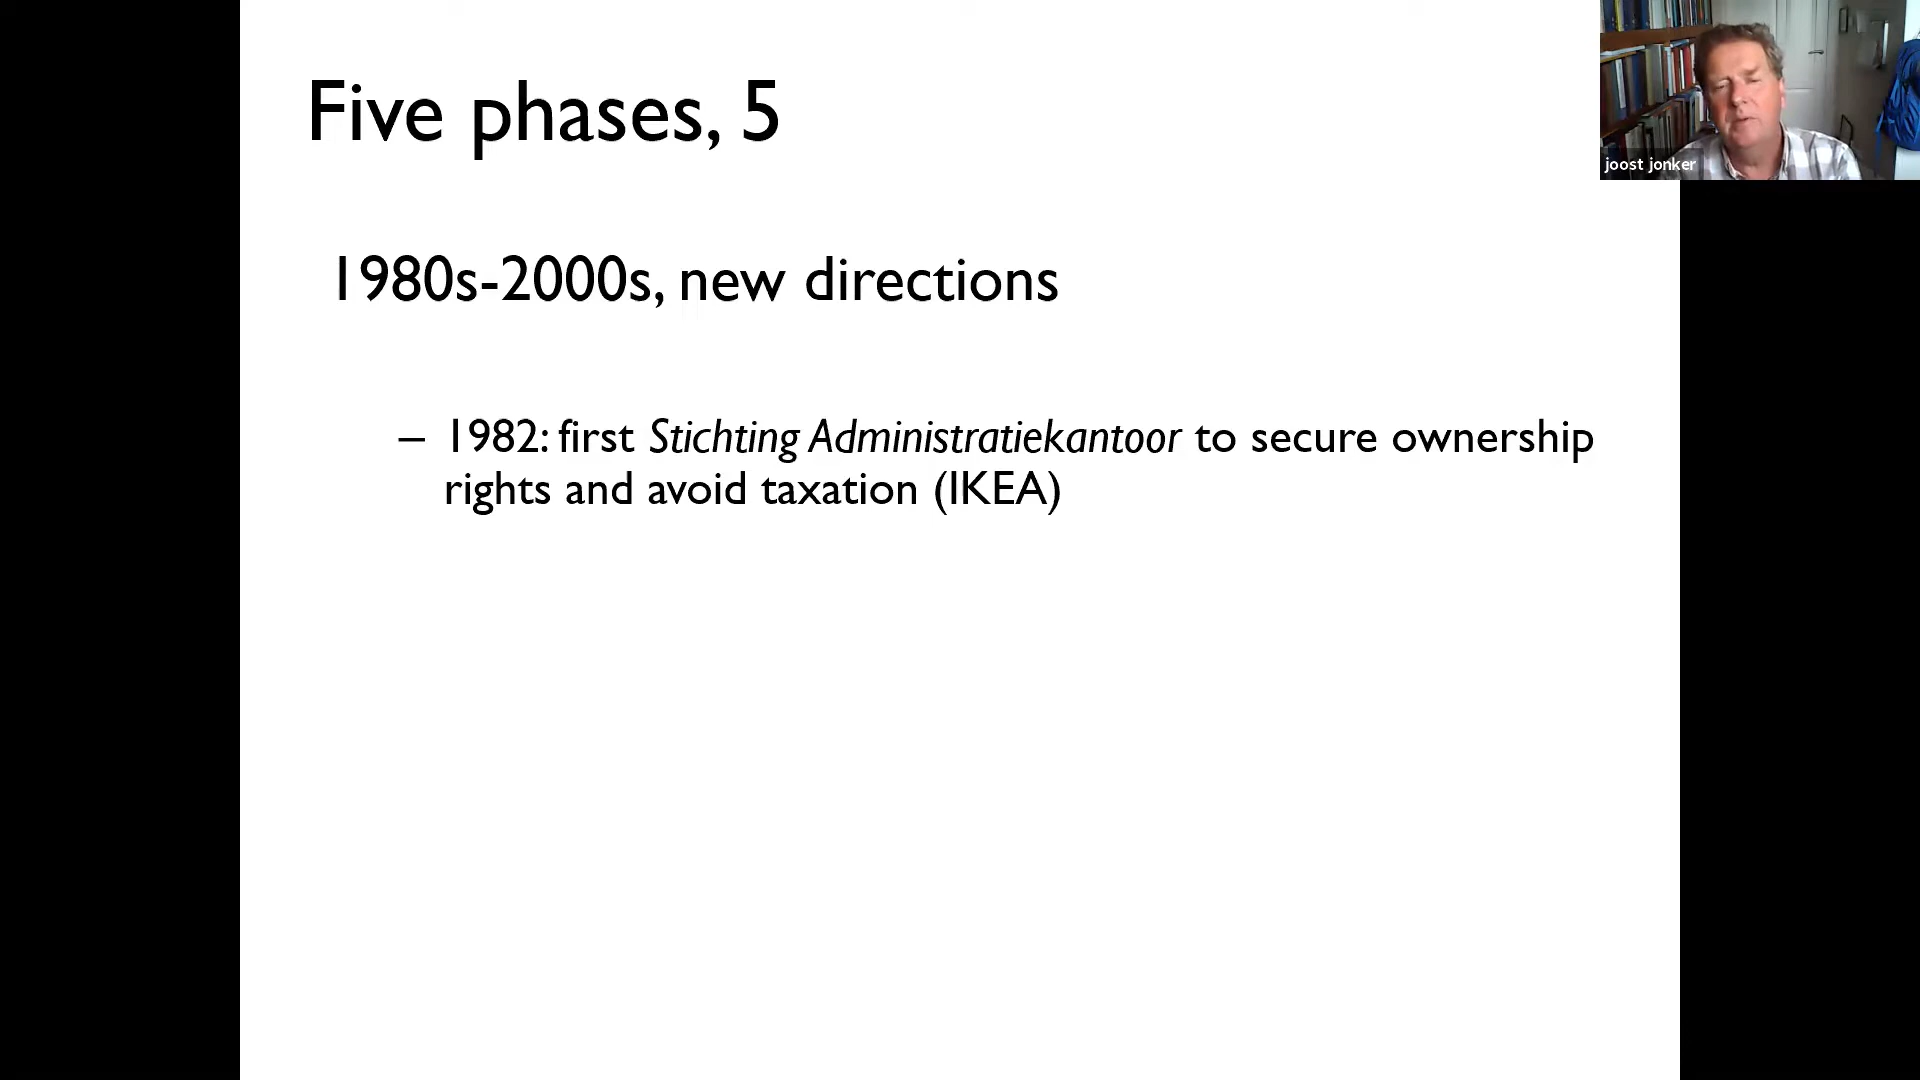 Five phases, 5
joost jonker
1980s-2000s, new directions
– 1982: first Stichting Administratiekantoor to secure ownership
rights and avoid taxation (IKEA)